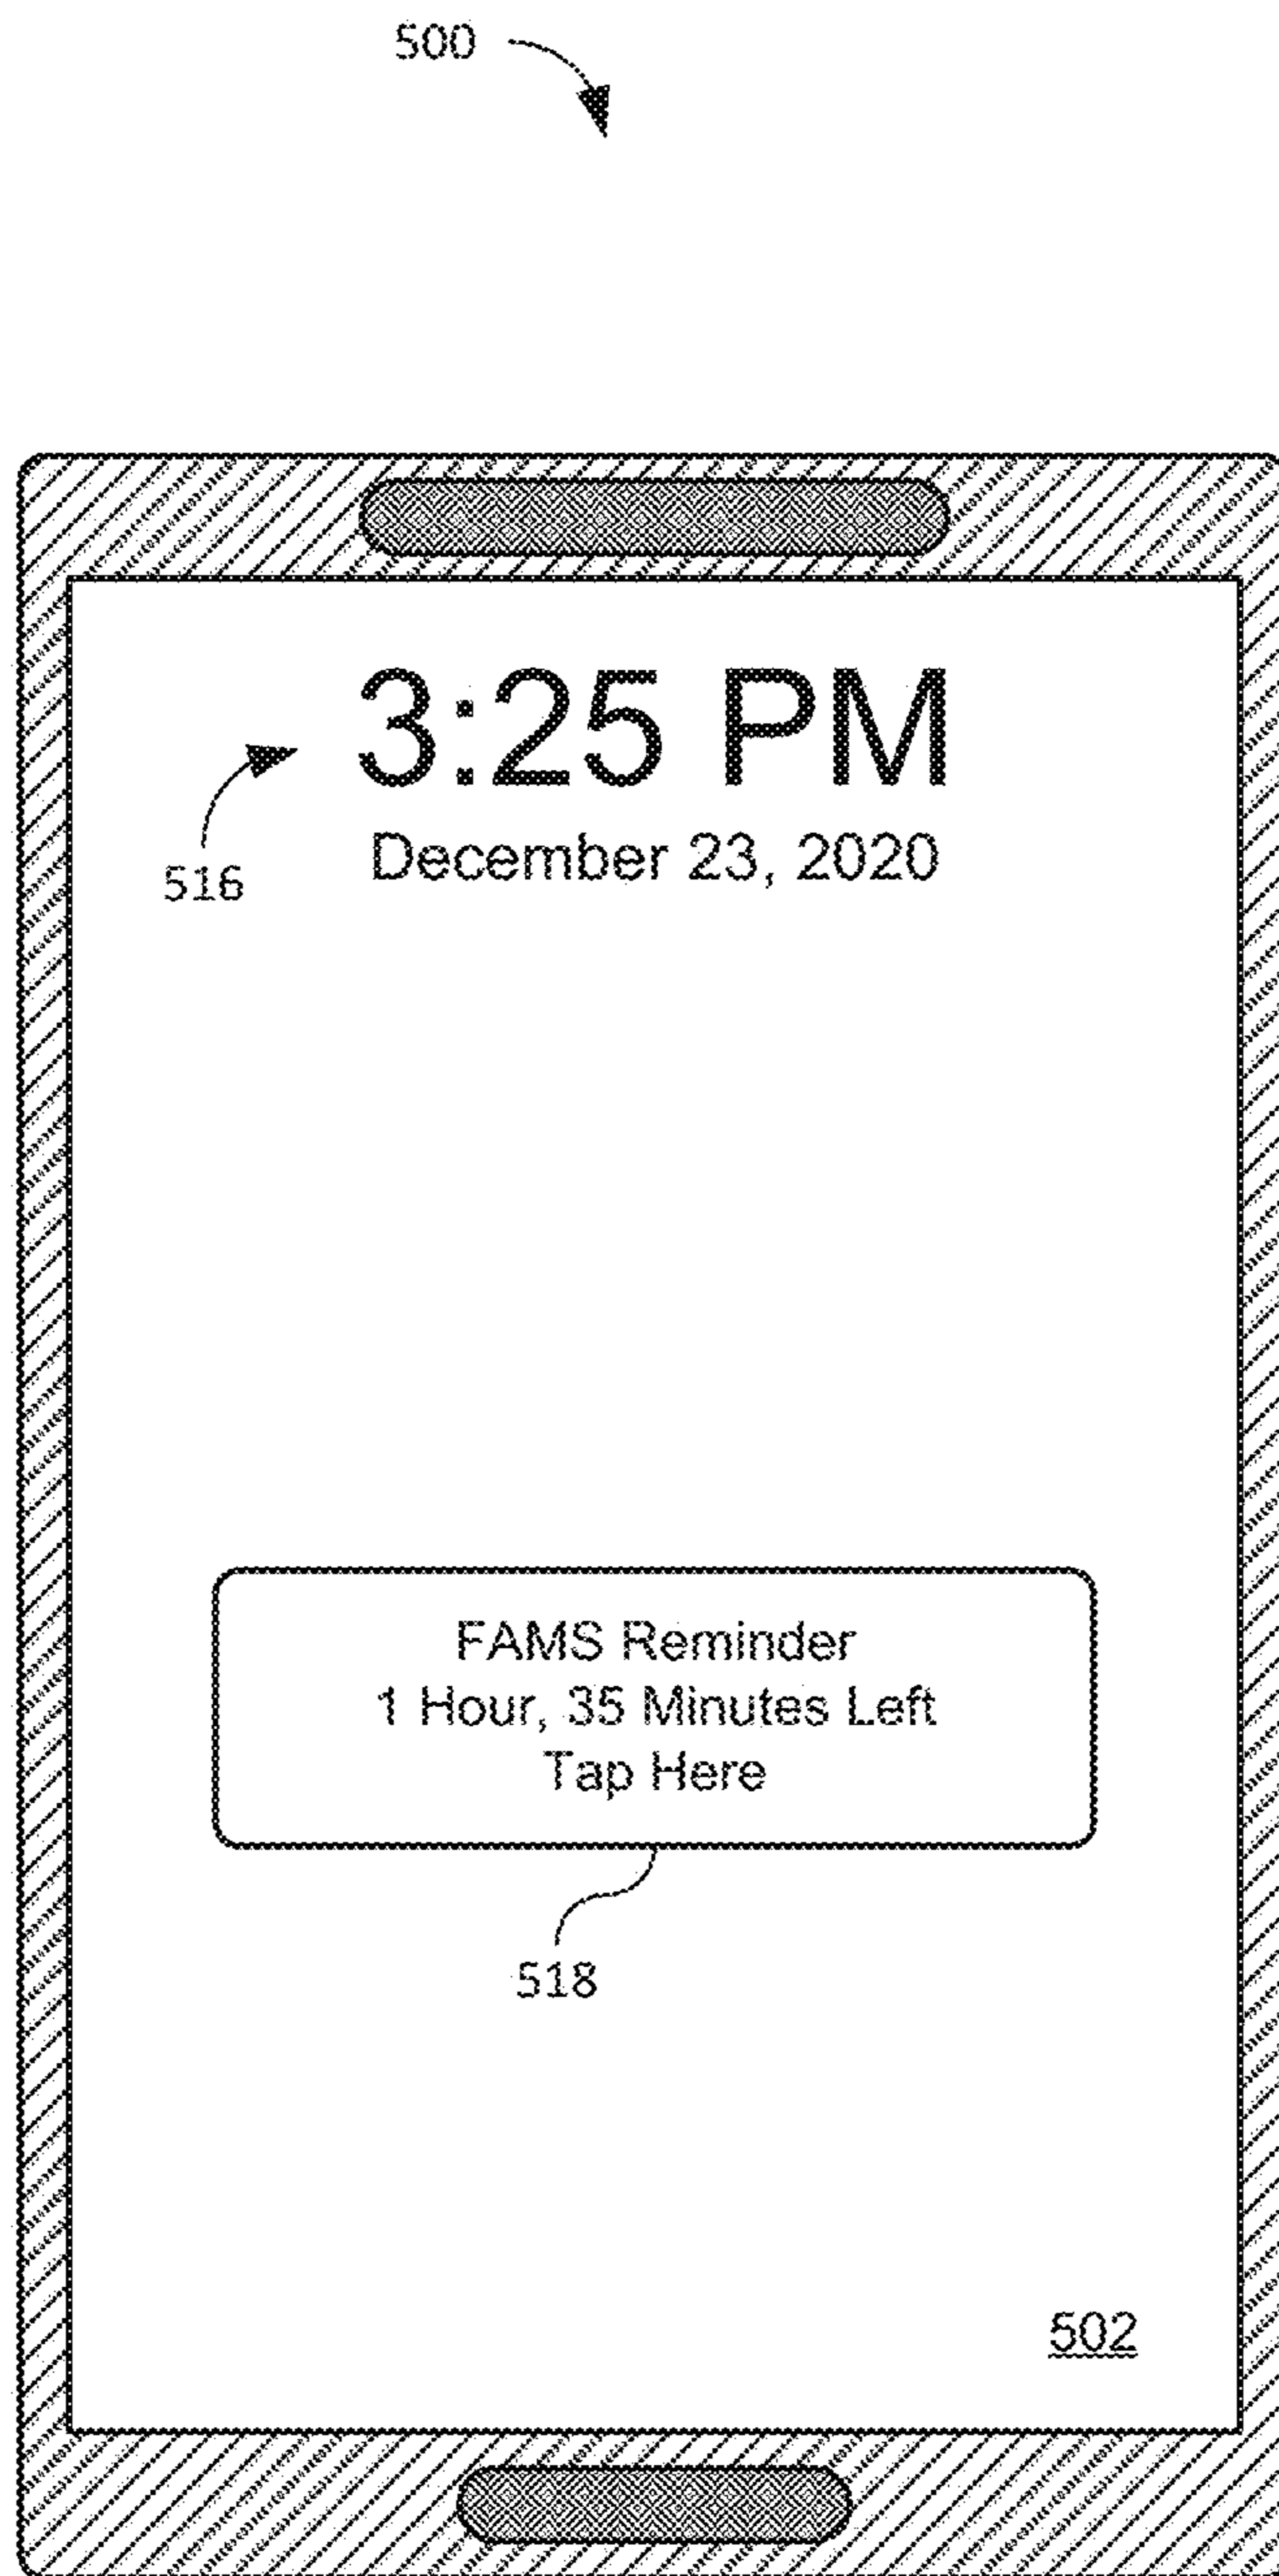 500
3:25 PM
December 23, 2020
516
FAMS Reminder
1 Hour, 35 Minutes Left
Tap Here
518
502